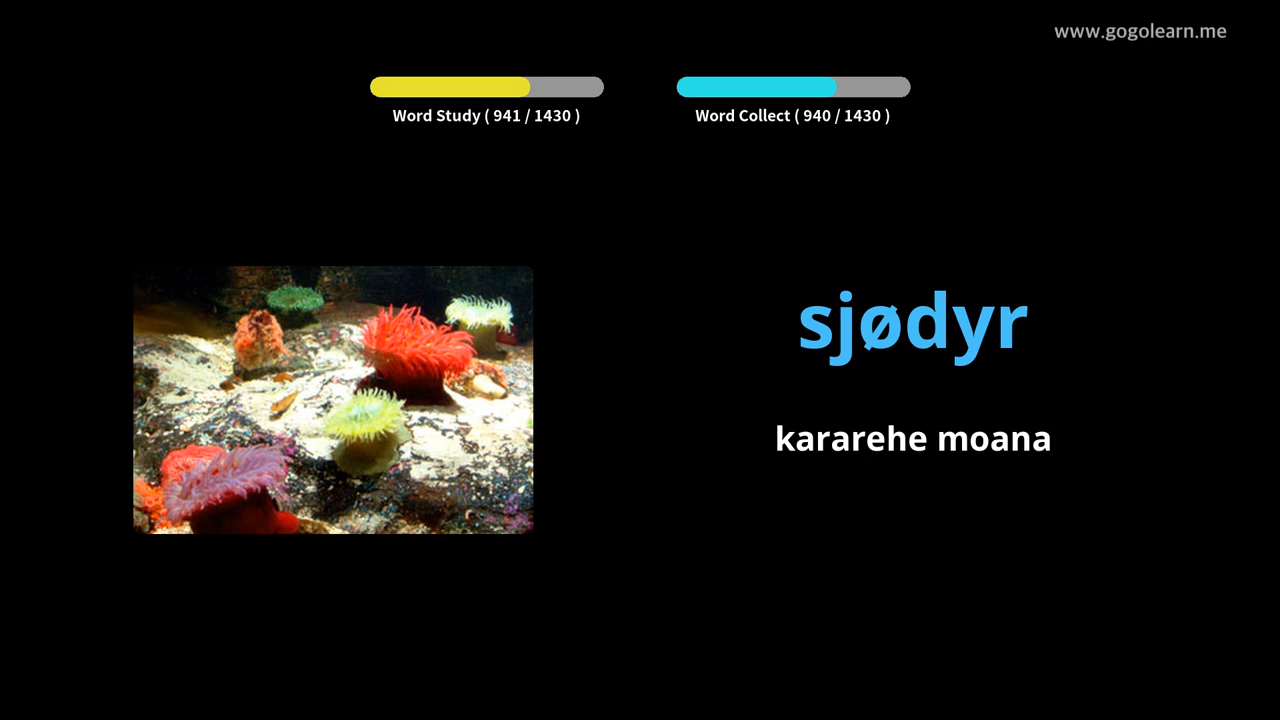 www.gogolearn.me
Word Study ( 941 / 1430 )
Word Collect ( 940 / 1430 )
sjødyr
kararehe moana